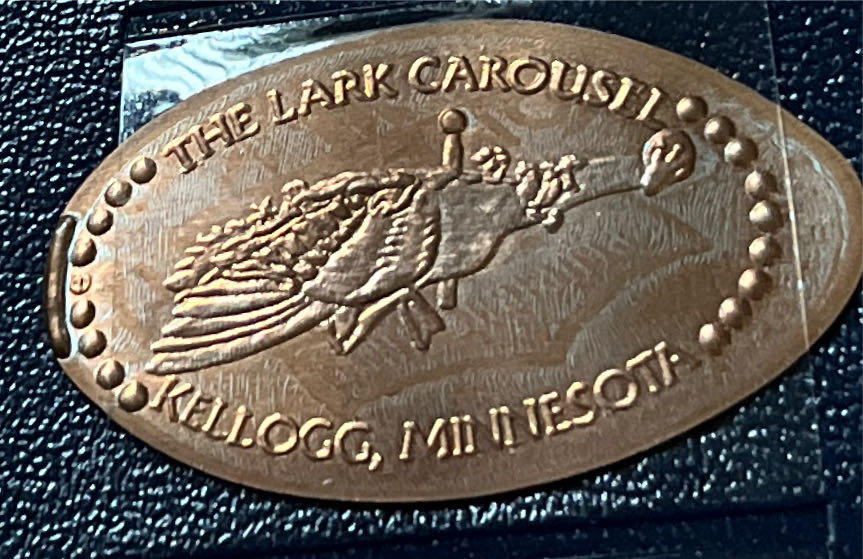 THE LARK CAROUSEL
KELLOGG, MINNESOTA